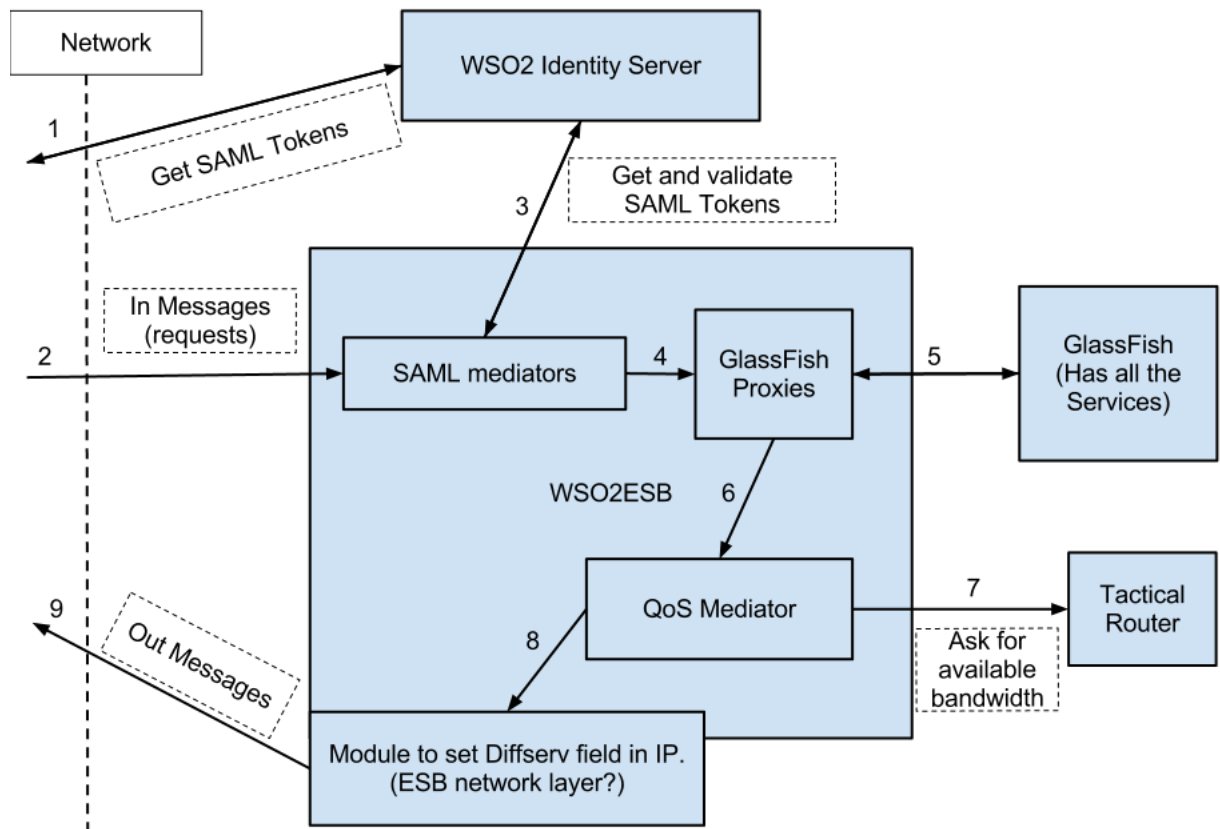 Network
WSO2 Identity Server
1
Get SAML Tokens
3
Get and validate
SAML Tokens
In Messages
(requests)
2
SAML mediators
4
GlassFish
Proxies
5
GlassFish
(Has all the
Services)
WSO2ESB
6
QoS Mediator
7
Tactical
Router
Ask for
available
bandwidth
9
Out Messages
8
Module to set Diffserv field in IP.
(ESB network layer?)